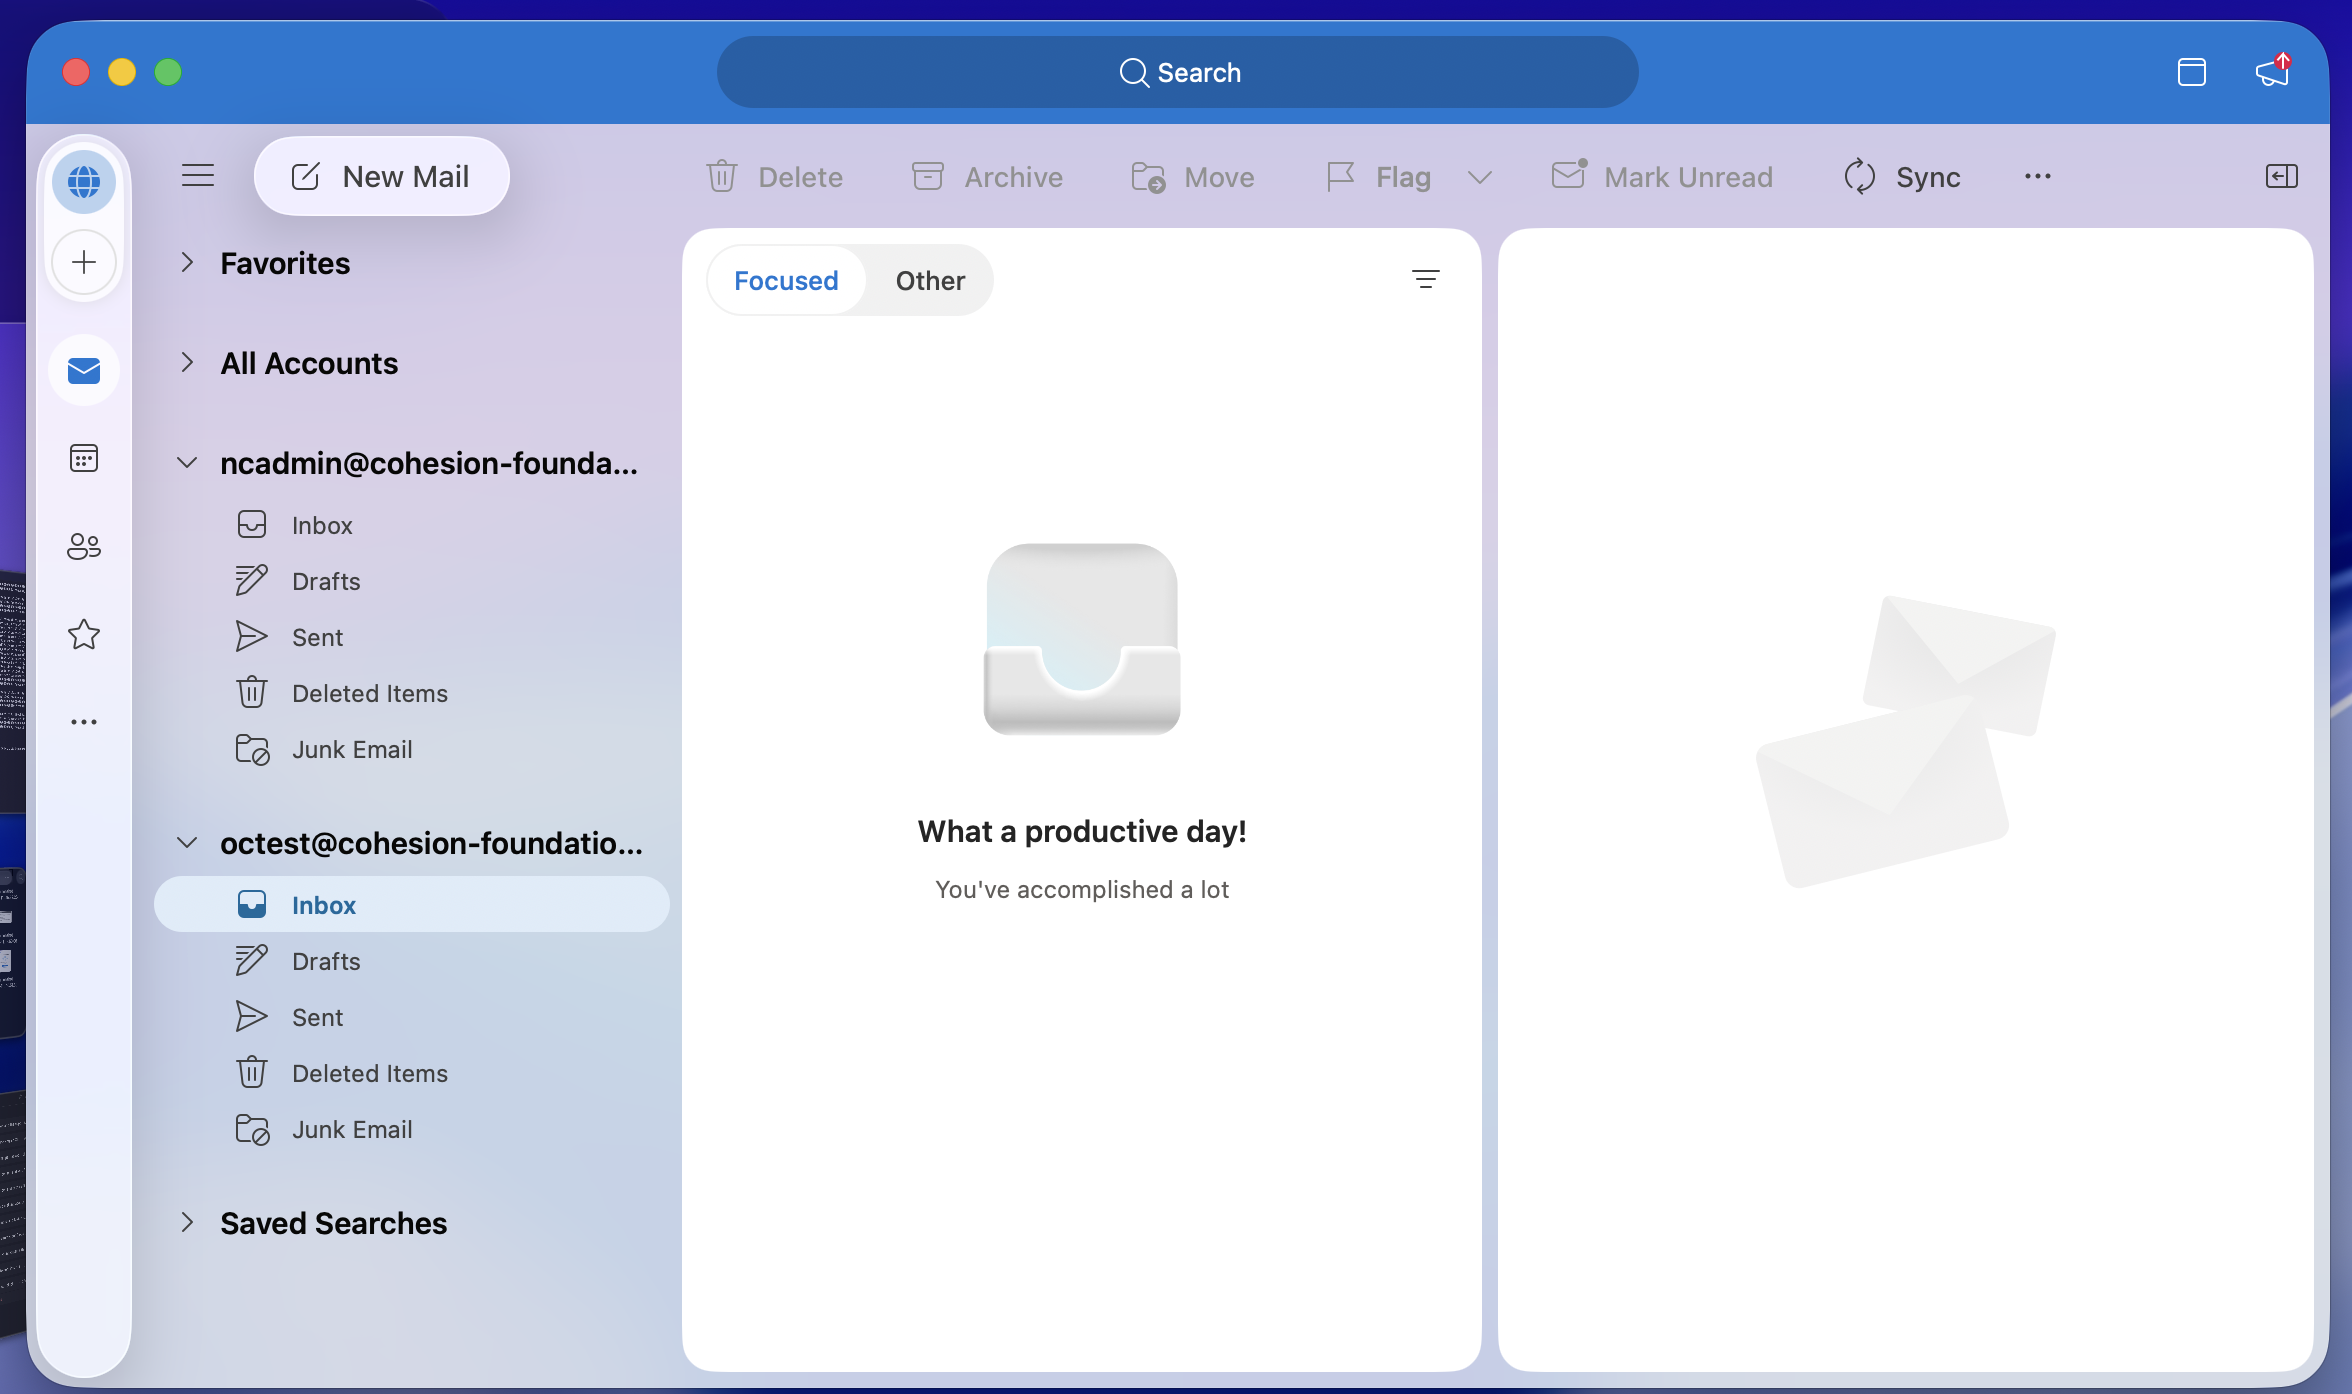 Search
New Mail
Delete
Archive
Move
Flag
Mark Unread
Sync
Favorites
All Accounts
ncadmin@cohesion-founda...
Inbox
Drafts
Sent
Deleted Items
Junk Email
octest@cohesion-foundatio...
Inbox
Drafts
Sent
Deleted Items
Junk Email
Saved Searches
Focused
Other
What a productive day!
You've accomplished a lot